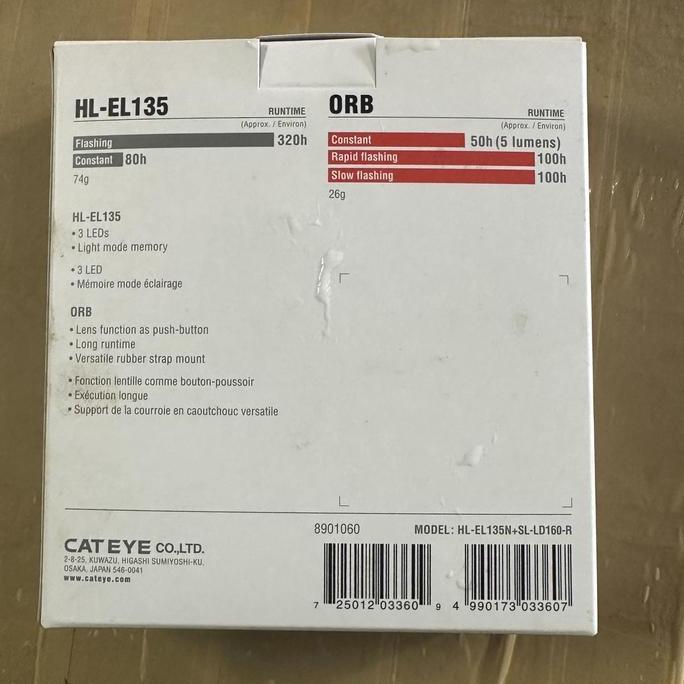 HL-EL135
RUNTIME
(Approx. / Environ)
Flashing 320h
Constant 80h
74g
HL-EL135
• 3 LEDs
• Light mode memory
• 3 LED
• Mémoire mode éclairage
ORB
• Lens function as push-button
• Long runtime
• Versatile rubber strap mount
• Fonction lentille comme bouton-poussoir
• Exécution longue
• Support de la courroie en caoutchouc versatile
ORB
RUNTIME
(Approx. / Environ)
Constant 50h (5 lumens)
Rapid flashing 100h
Slow flashing 100h
26g
CATEYE CO.,LTD.
2-8-25, KUWAZU, HIGASHI SUMIYOSHI-KU,
OSAKA, JAPAN 546-0041
www.cateye.com
8901060
MODEL: HL-EL135N+SL-LD160-R
7 25012 03360 9
4 990173 033607